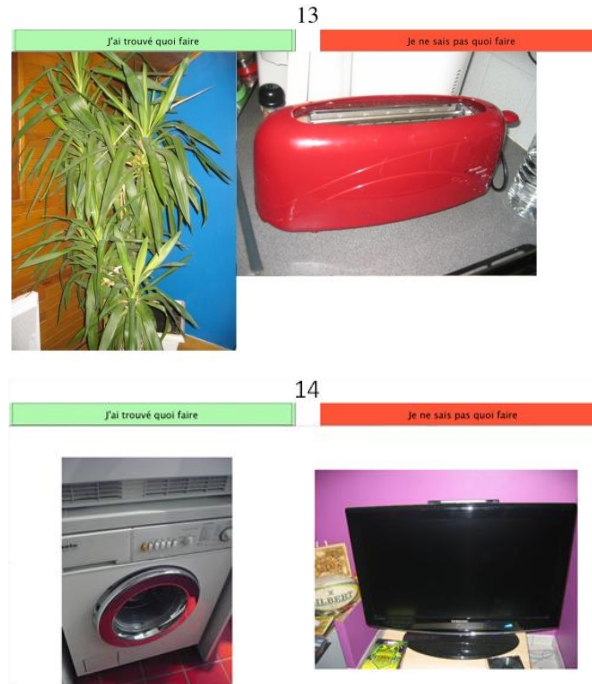 13
J'ai trouvé quoi faire
Je ne sais pas quoi faire
14
J'ai trouvé quoi faire
Je ne sais pas quoi faire
GILBERT
SAMSUNG